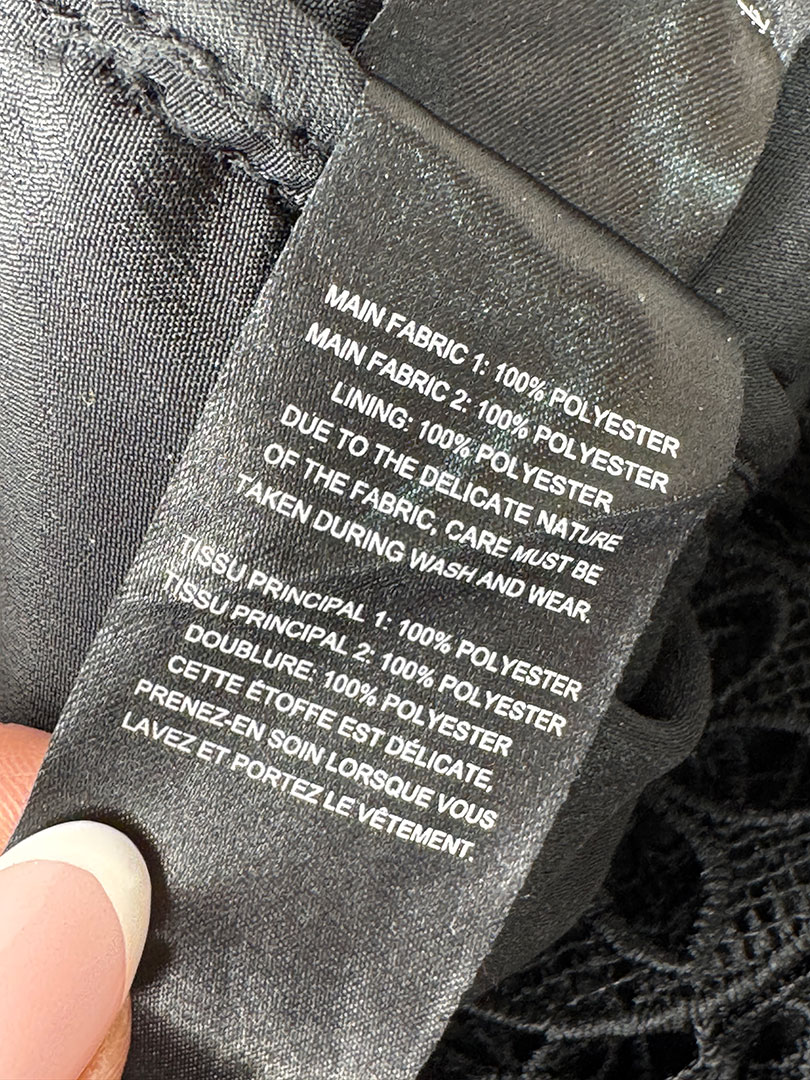 MAIN FABRIC 1: 100% POLYESTER
MAIN FABRIC 2: 100% POLYESTER
LINING: 100% POLYESTER
DUE TO THE DELICATE NATURE
OF THE FABRIC, CARE MUST BE
TAKEN DURING WASH AND WEAR.
TISSU PRINCIPAL 1: 100% POLYESTER
TISSU PRINCIPAL 2: 100% POLYESTER
DOUBLURE: 100% POLYESTER
CETTE ÉTOFFE EST DÉLICATE,
PRENEZ-EN SOIN LORSQUE VOUS
LAVEZ ET PORTEZ LE VÊTEMENT.